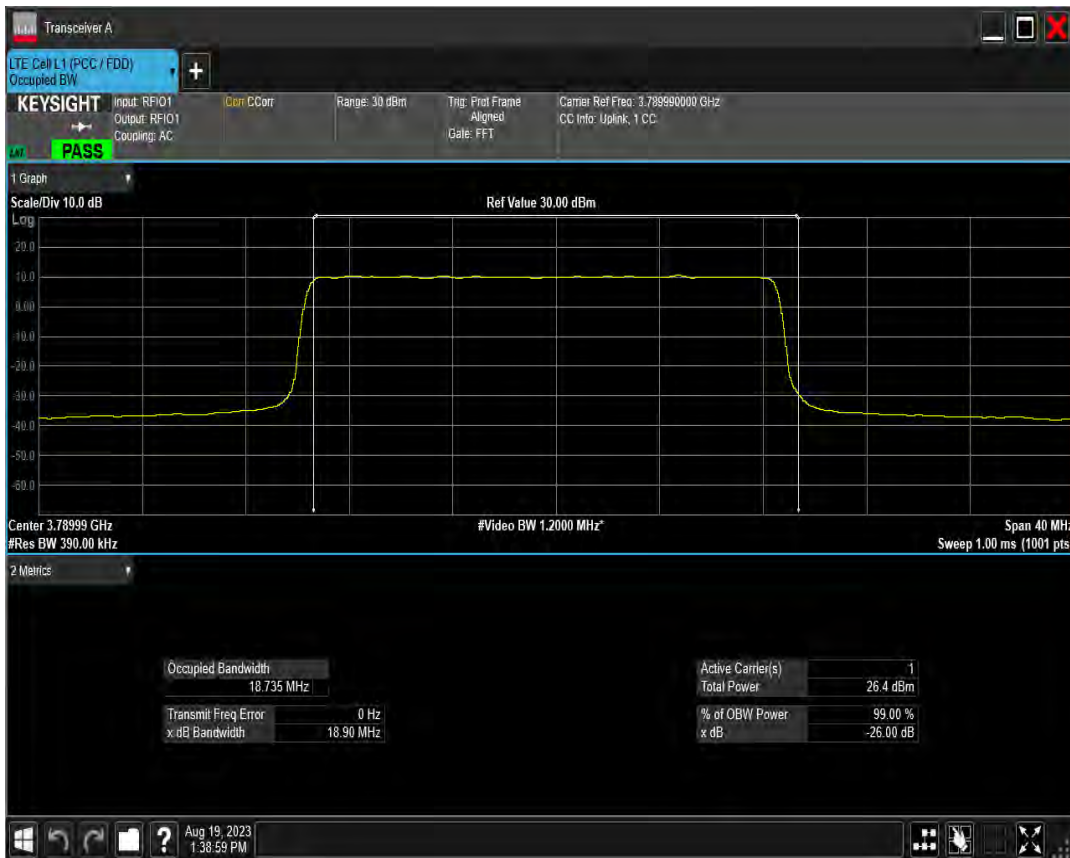 Transceiver A
LTE Cell L1 (PCC / FDD)
Occupied BW
+
KEYSIGHT
Input: RFIO1
Output: RFIO1
Coupling: AC
Corr CCorr
Range: 30 dBm
Trig: Prot Frame
Aligned
Gate: FFT
Carrier Ref Freq: 3.789990000 GHz
CC Info: Uplink, 1 CC
PASS
1 Graph
Scale/Div 10.0 dB
Ref Value 30.00 dBm
Log
20.0
10.0
0.00
-10.0
-20.0
-30.0
-40.0
-50.0
-60.0
Center 3.78999 GHz
#Video BW 1.2000 MHz*
Span 40 MHz
#Res BW 390.00 kHz
Sweep 1.00 ms (1001 pts
2 Metrics
Occupied Bandwidth
18.735 MHz
Transmit Freq Error 0 Hz
x dB Bandwidth 18.90 MHz
Active Carrier(s) 1
Total Power 26.4 dBm
% of OBW Power 99.00 %
x dB -26.00 dB
?
Aug 19, 2023
1:38:59 PM